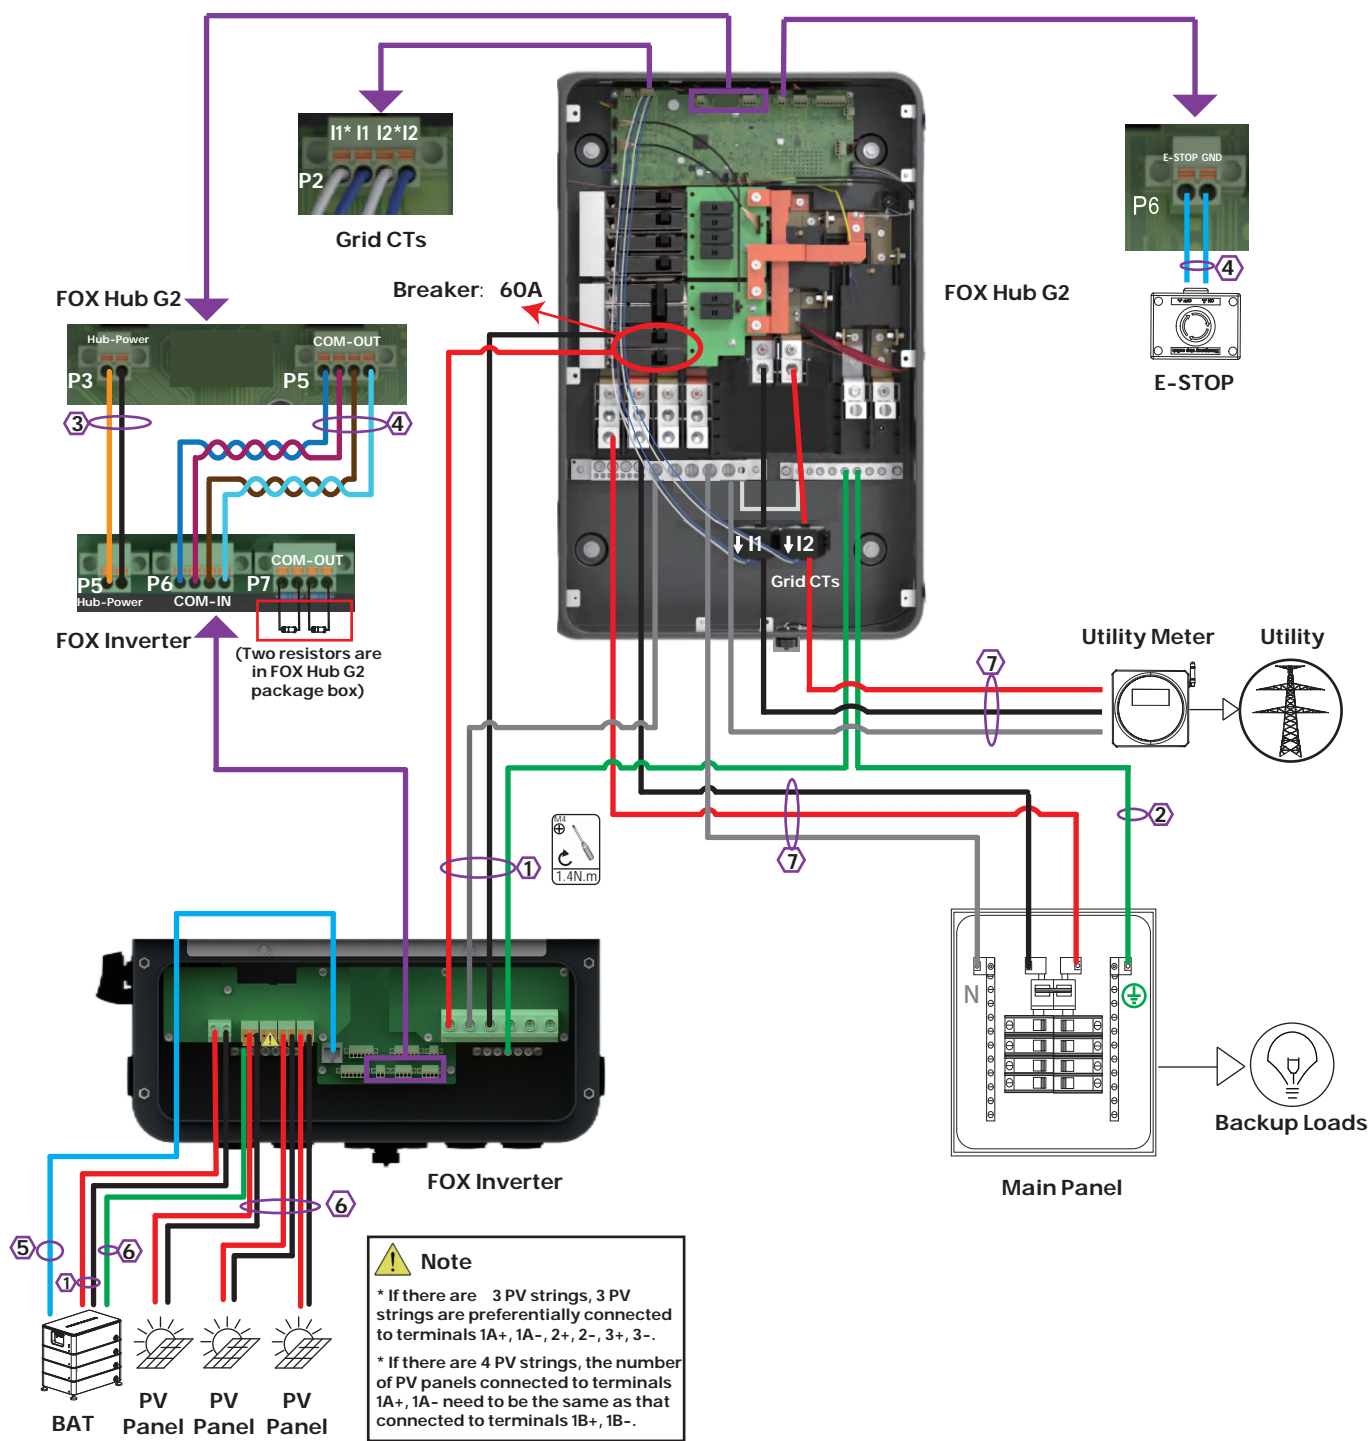 I1* I1 I2*I2
P2
Grid CTs
E-STOP GND
P6
4
E-STOP
FOX Hub G2
Breaker: 60A
FOX Hub G2
Hub-Power
COM-OUT
P3
P5
3
4
P5
P6
P7
COM-OUT
Hub-Power
COM-IN
FOX Inverter
(Two resistors are
in FOX Hub G2
package box)
I1
I2
Grid CTs
Utility Meter
Utility
7
7
2
1
M4
1.4N.m
N
Backup Loads
Main Panel
FOX Inverter
6
5
6
1
BAT
PV
Panel
PV
Panel
PV
Panel
Note
* If there are 3 PV strings, 3 PV
strings are preferentially connected
to terminals 1A+, 1A-, 2+, 2-, 3+, 3-.
* If there are 4 PV strings, the number
of PV panels connected to terminals
1A+, 1A- need to be the same as that
connected to terminals 1B+, 1B-.